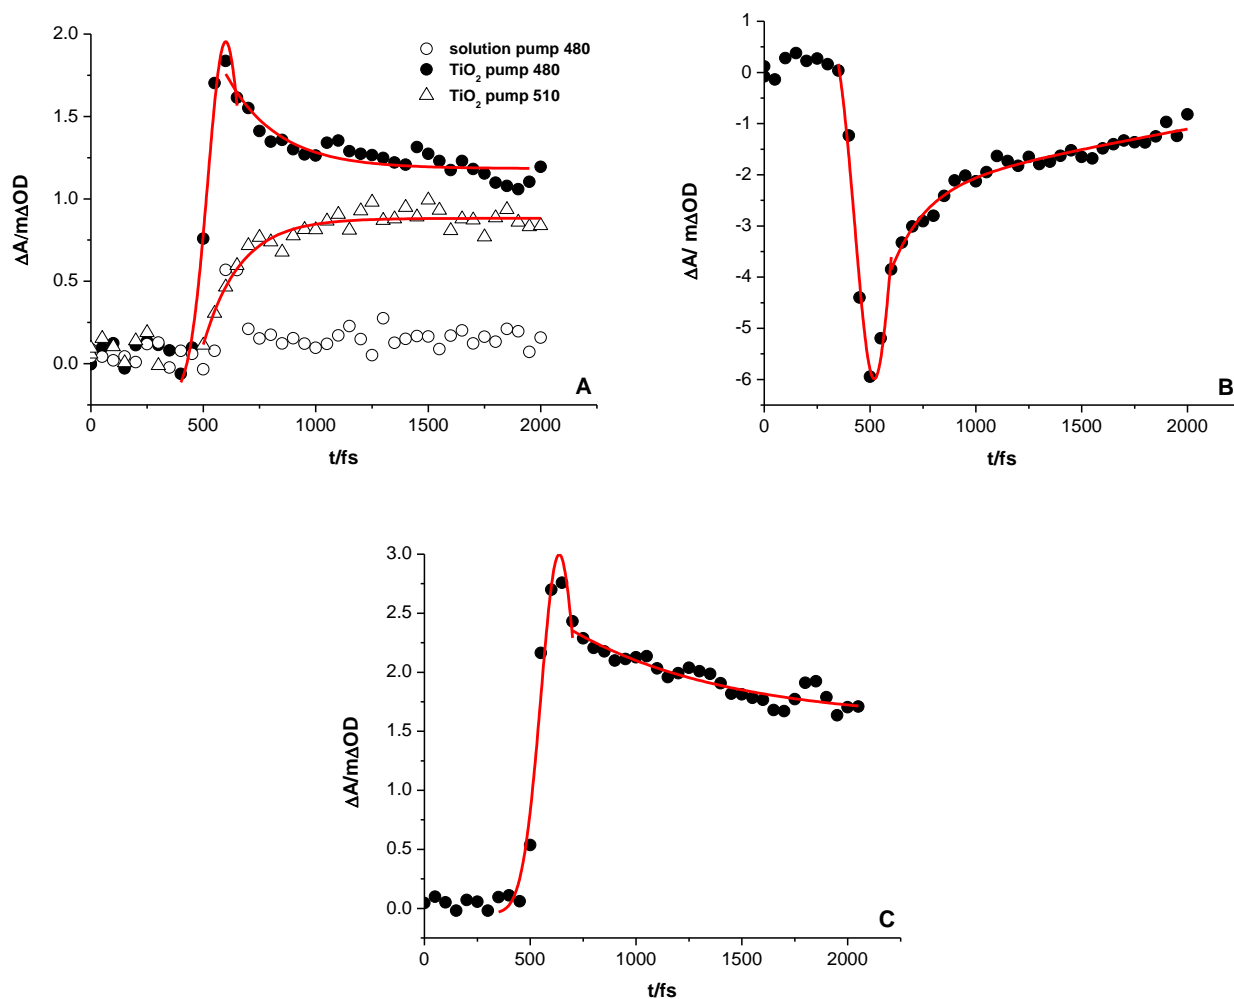 2.0
1.5
1.0
0.5
0.0
ΔA/mΔOD
solution pump 480
TiO₂ pump 480
TiO₂ pump 510
A
0 500 1000 1500 2000
t/fs
1
0
-1
-2
-3
-4
-5
-6
ΔA/ mΔOD
B
0 500 1000 1500 2000
t/fs
3.0
2.5
2.0
1.5
1.0
0.5
0.0
ΔA/mΔOD
C
0 500 1000 1500 2000
t/fs